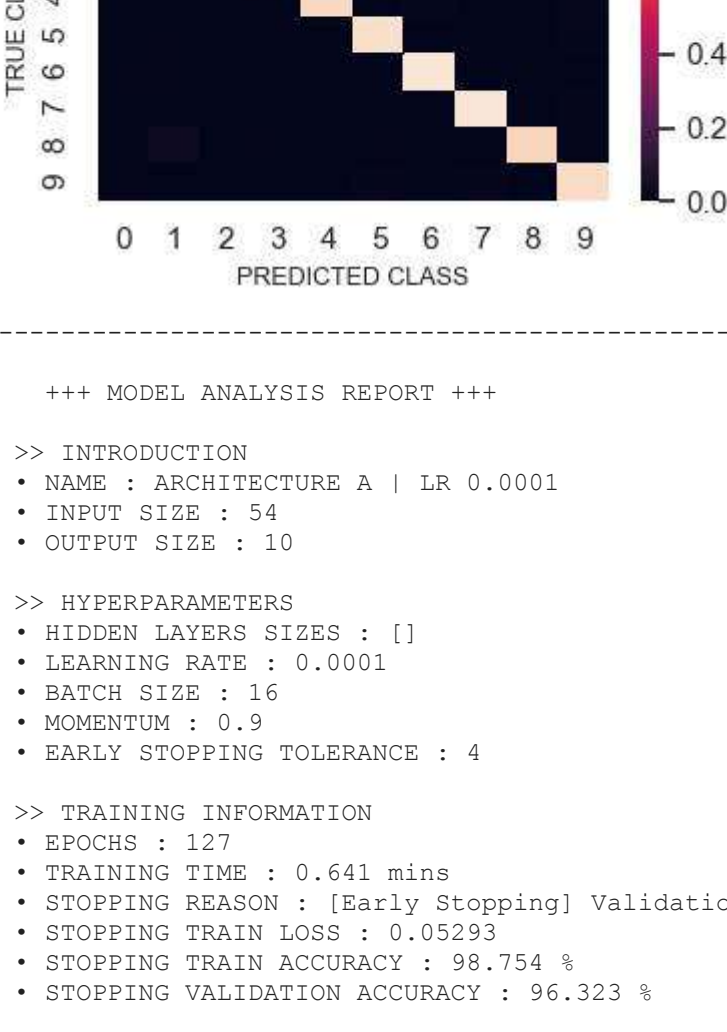 TRUE CL
4
5
6
7
8
9
0.4
0.2
0.0
0 1 2 3 4 5 6 7 8 9
PREDICTED CLASS
--------------------------------------------------
+++ MODEL ANALYSIS REPORT +++
>> INTRODUCTION
• NAME : ARCHITECTURE A | LR 0.0001
• INPUT SIZE : 54
• OUTPUT SIZE : 10
>> HYPERPARAMETERS
• HIDDEN LAYERS SIZES : []
• LEARNING RATE : 0.0001
• BATCH SIZE : 16
• MOMENTUM : 0.9
• EARLY STOPPING TOLERANCE : 4
>> TRAINING INFORMATION
• EPOCHS : 127
• TRAINING TIME : 0.641 mins
• STOPPING REASON : [Early Stopping] Validatio
• STOPPING TRAIN LOSS : 0.05293
• STOPPING TRAIN ACCURACY : 98.754 %
• STOPPING VALIDATION ACCURACY : 96.323 %